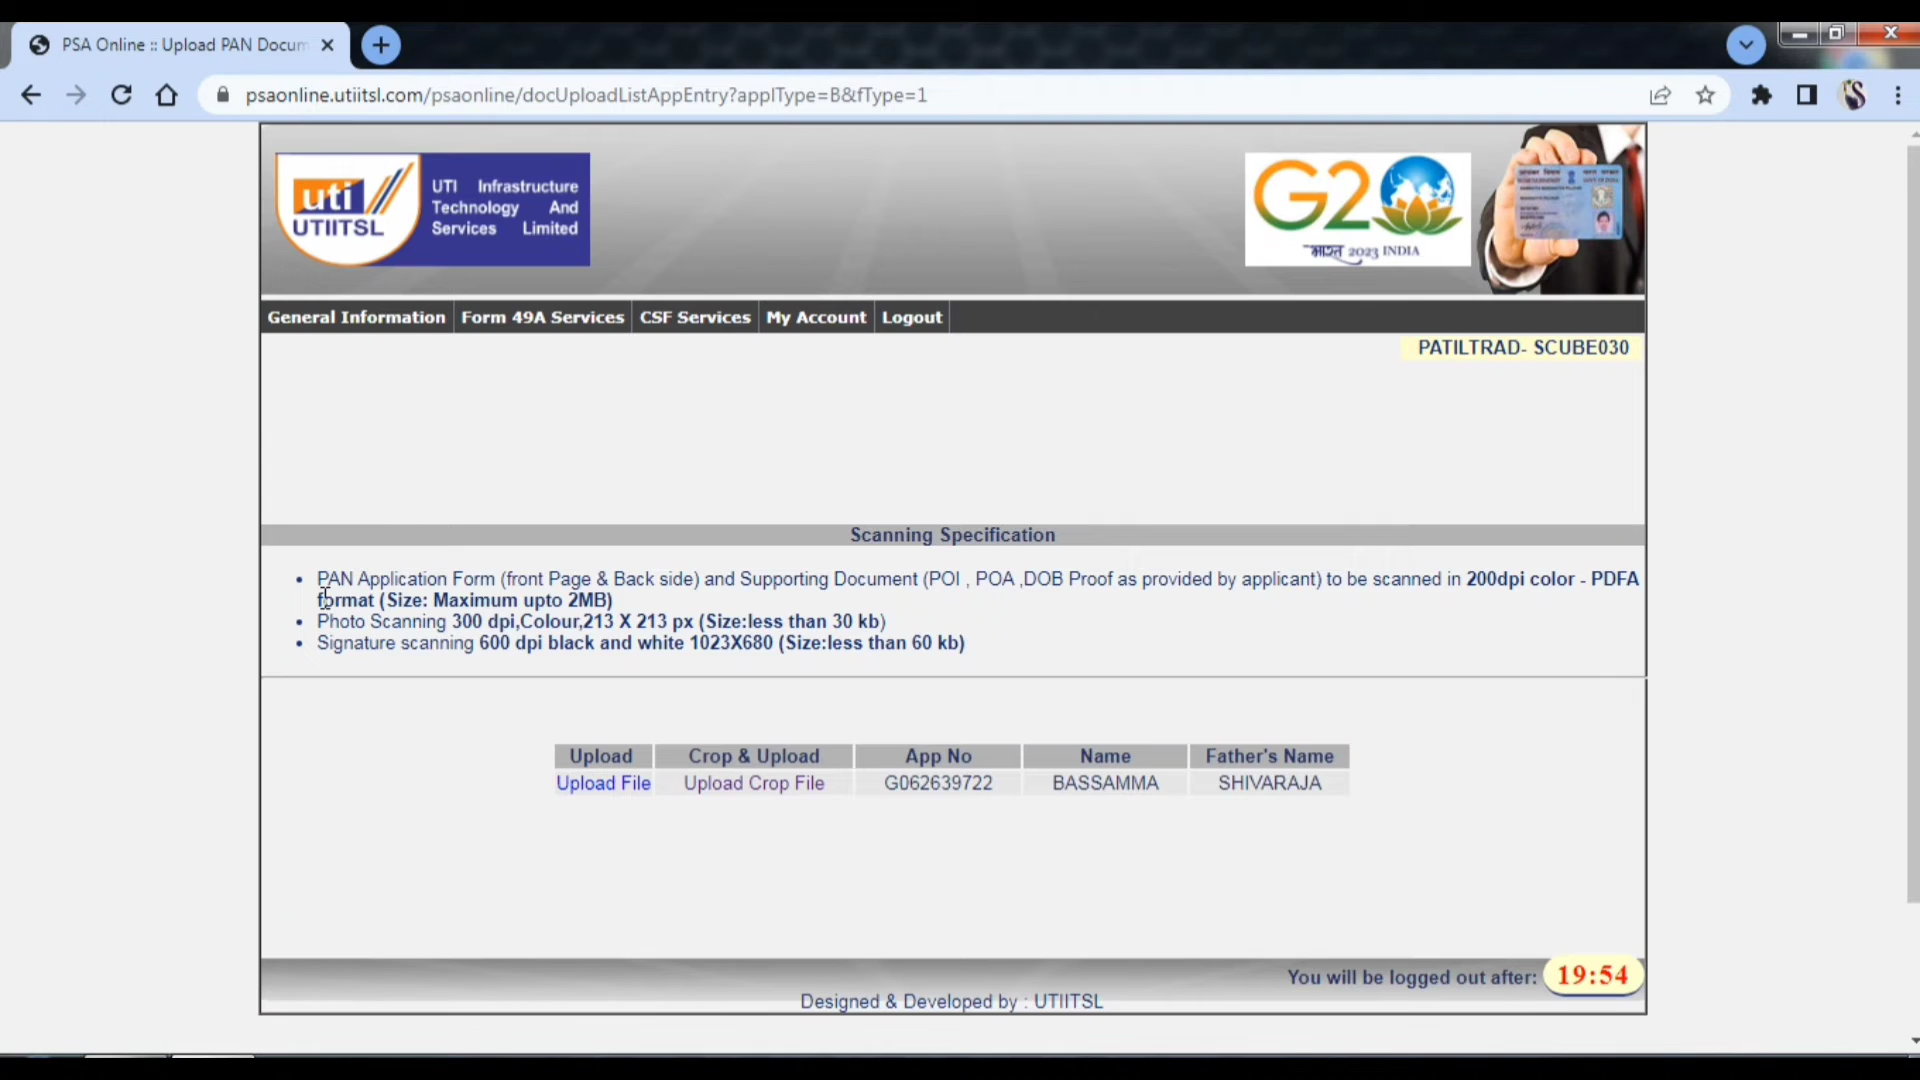 PSA Online :: Upload PAN Docum
psaonline.utiitsl.com/psaonline/docUploadListAppEntry?applType=B&fType=1
uti
UTIITSL
UTI Infrastructure
Technology And
Services Limited
G20
भारत 2023 INDIA
General Information Form 49A Services CSF Services My Account Logout
PATILTRAD- SCUBE030
Scanning Specification
• PAN Application Form (front Page & Back side) and Supporting Document (POI , POA ,DOB Proof as provided by applicant) to be scanned in 200dpi color - PDFA
format (Size: Maximum upto 2MB)
• Photo Scanning 300 dpi,Colour,213 X 213 px (Size:less than 30 kb)
• Signature scanning 600 dpi black and white 1023X680 (Size:less than 60 kb)
Upload Crop & Upload App No Name Father's Name
Upload File Upload Crop File G062639722 BASSAMMA SHIVARAJA
You will be logged out after: 19:54
Designed & Developed by : UTIITSL